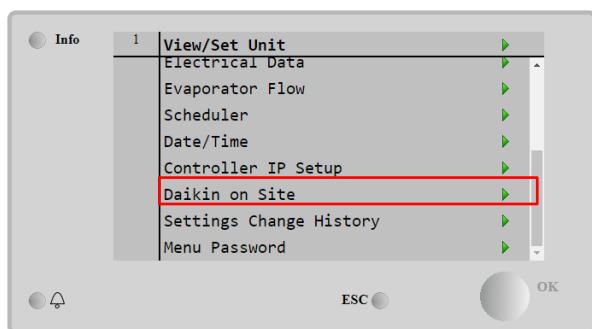 Info
1 View/Set Unit
Electrical Data
Evaporator Flow
Scheduler
Date/Time
Controller IP Setup
Daikin on Site
Settings Change History
Menu Password
ESC
OK